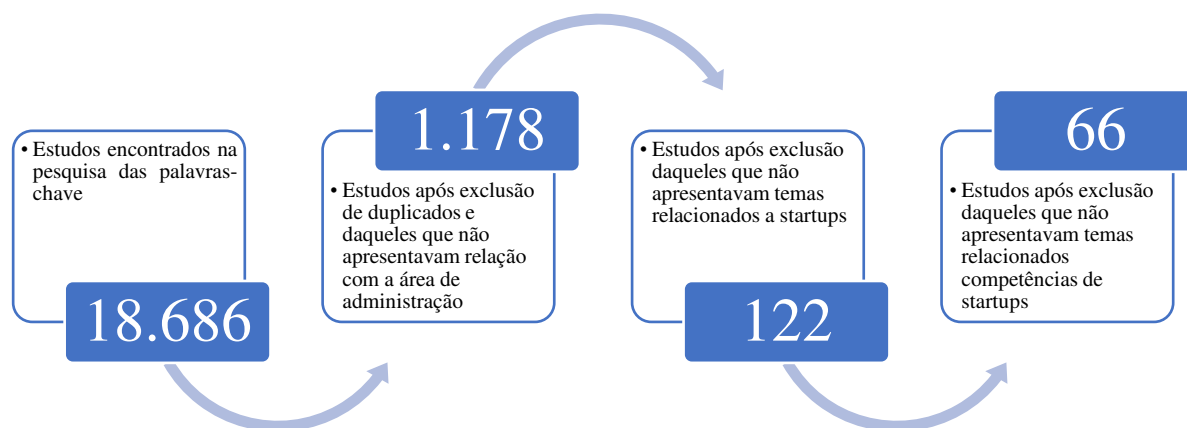 • Estudos encontrados na
pesquisa das palavras-
chave
18.686
1.178
• Estudos após exclusão
de duplicados e
daqueles que não
apresentavam relação
com a área de
administração
• Estudos após exclusão
daqueles que não
apresentavam temas
relacionados a startups
122
66
• Estudos após exclusão
daqueles que não
apresentavam temas
relacionados
competências de
startups